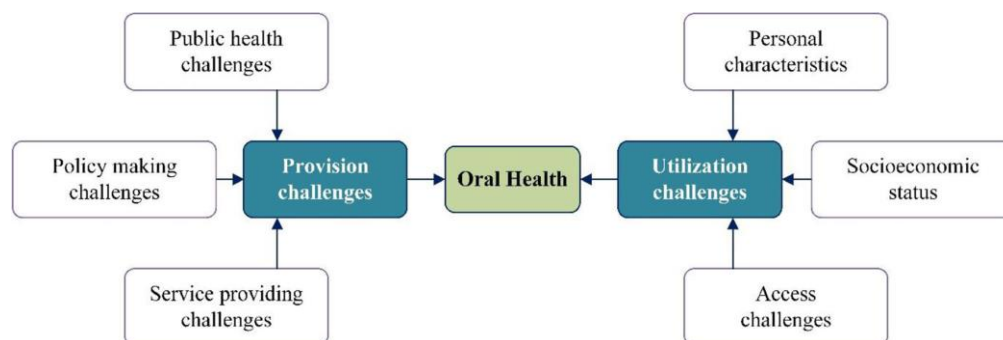 Public health
challenges
Personal
characteristics
Policy making
challenges
Provision
challenges
Oral Health
Utilization
challenges
Socioeconomic
status
Service providing
challenges
Access
challenges